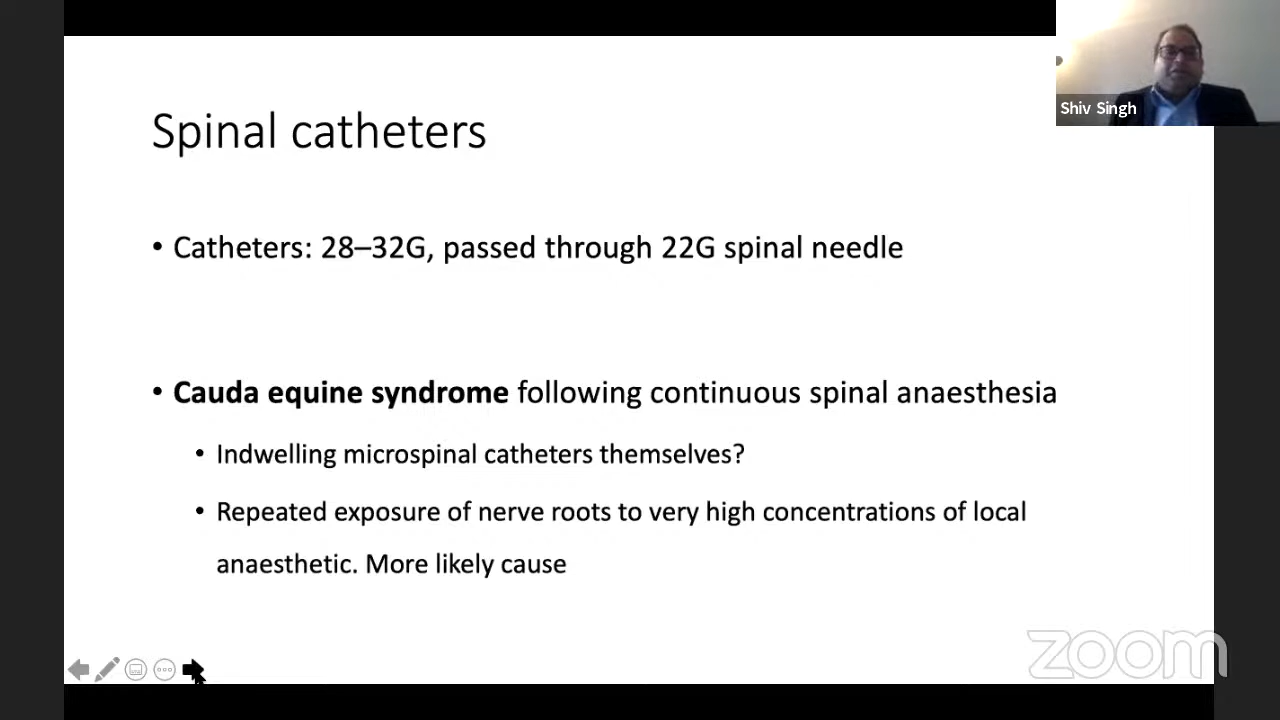 Shiv Singh
Spinal catheters
• Catheters: 28–32G, passed through 22G spinal needle
• Cauda equine syndrome following continuous spinal anaesthesia
• Indwelling microspinal catheters themselves?
• Repeated exposure of nerve roots to very high concentrations of local
anaesthetic. More likely cause
zoom